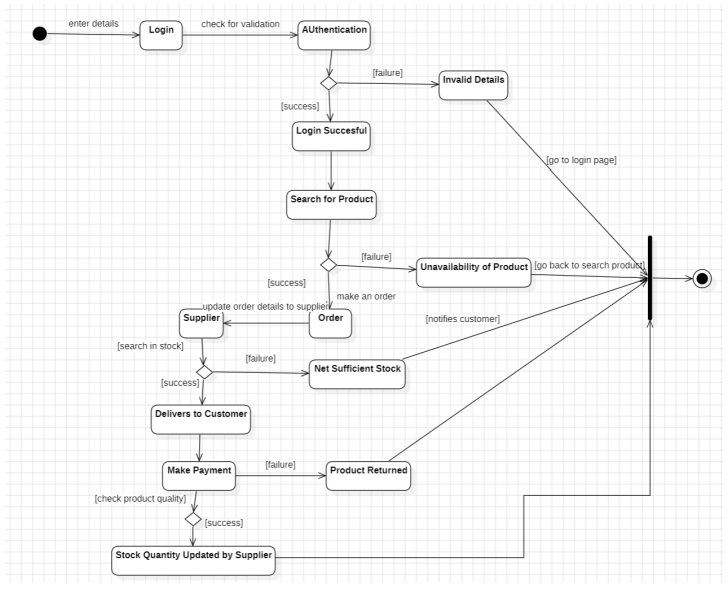 enter details
Login
check for validation
AUthentication
[failure]
Invalid Details
[success]
Login Succesful
[go to login page]
Search for Product
[failure]
Unavailability of Product
[go back to search product]
[success]
make an order
update order details to supplier
Supplier
Order
[notifies customer]
[search in stock]
[failure]
Net Sufficient Stock
[success]
Delivers to Customer
Make Payment
[failure]
Product Returned
[check product quality]
[success]
Stock Quantity Updated by Supplier